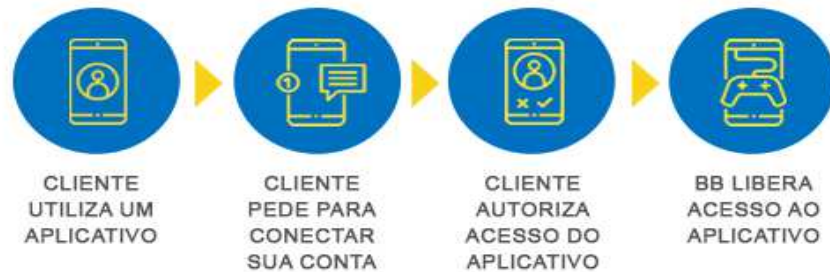 1
CLIENTE
UTILIZA UM
APLICATIVO
CLIENTE
PEDE PARA
CONECTAR
SUA CONTA
CLIENTE
AUTORIZA
ACESSO DO
APLICATIVO
BB LIBERA
ACESSO AO
APLICATIVO